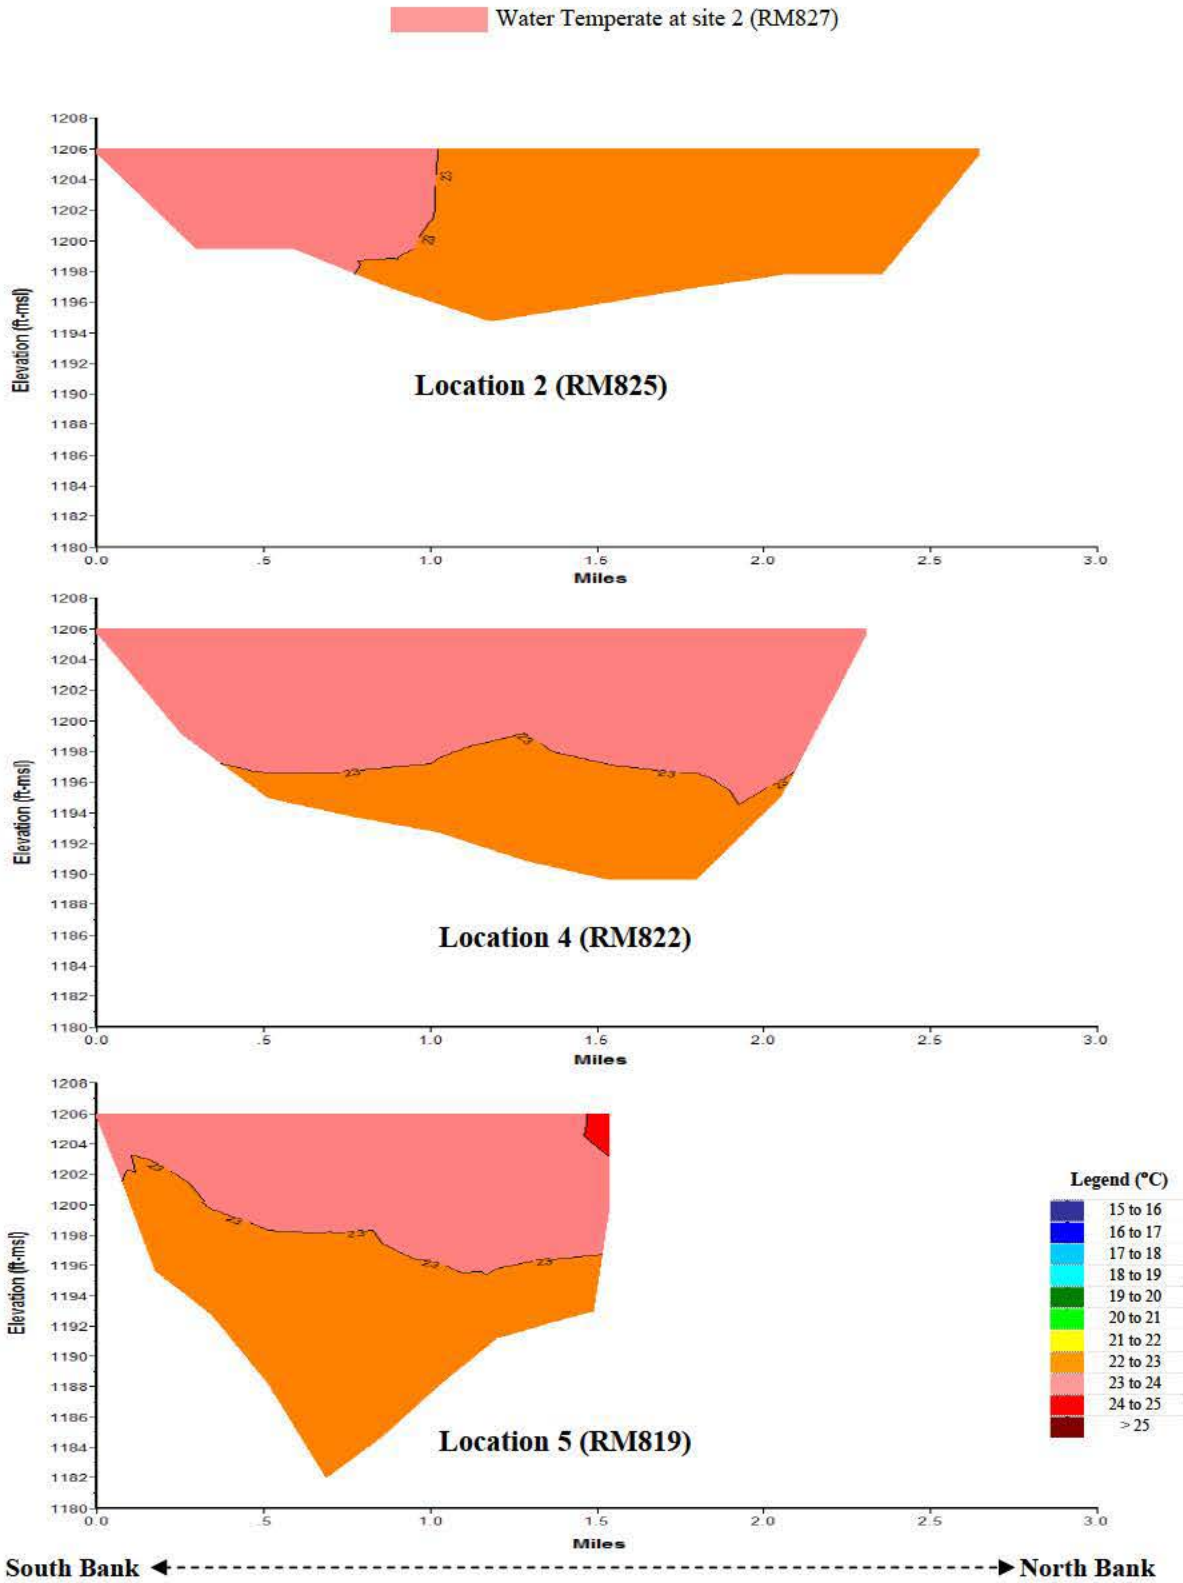 Water Temperate at site 2 (RM827)
1208
1206
1204
1202
1200
1198
1196
1194
1192
1190
1188
1186
1184
1182
1180
Elevation (ft-msl)
23
23
Location 2 (RM825)
0.0 .5 1.0 1.5 2.0 2.5 3.0
Miles
1208
1206
1204
1202
1200
1198
1196
1194
1192
1190
1188
1186
1184
1182
1180
Elevation (ft-msl)
23
23
23
23
Location 4 (RM822)
0.0 .5 1.0 1.5 2.0 2.5 3.0
Miles
1208
1206
1204
1202
1200
1198
1196
1194
1192
1190
1188
1186
1184
1182
1180
Elevation (ft-msl)
23
23
23
23
23
Location 5 (RM819)
0.0 .5 1.0 1.5 2.0 2.5 3.0
Miles
Legend (°C)
15 to 16
16 to 17
17 to 18
18 to 19
19 to 20
20 to 21
21 to 22
22 to 23
23 to 24
24 to 25
> 25
South Bank North Bank